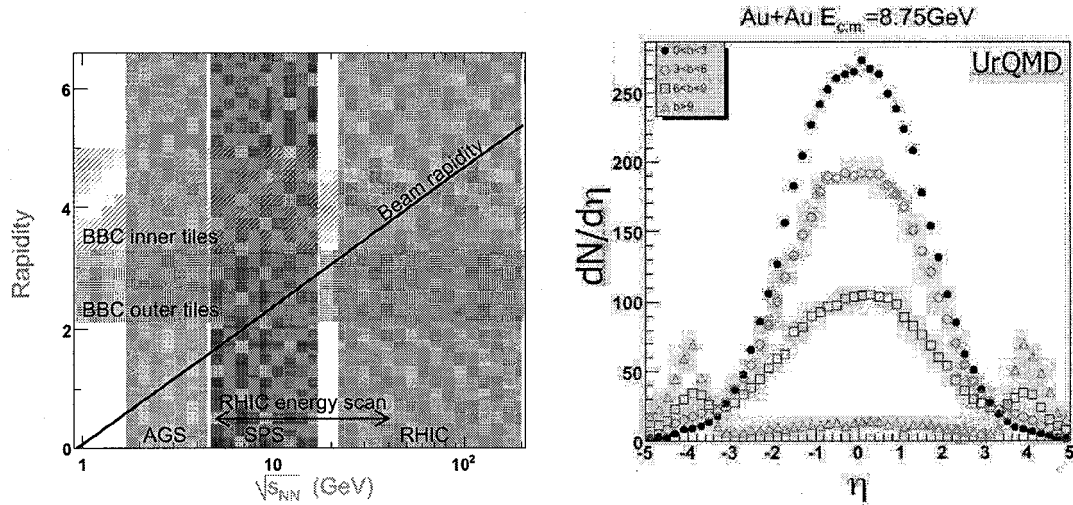 Rapidity
6
4
2
0
BBC inner tiles
BBC outer tiles
Beam rapidity
RHIC energy scan
AGS
SPS
RHIC
1
10
10²
√sNN (GeV)
Au+Au Ec.m.=8.75GeV
UrQMD
0<b<3
3<b<6
6<b<9
b>9
dN/dη
250
200
150
100
50
0
-5 -4 -3 -2 -1 0 1 2 3 4 5
η